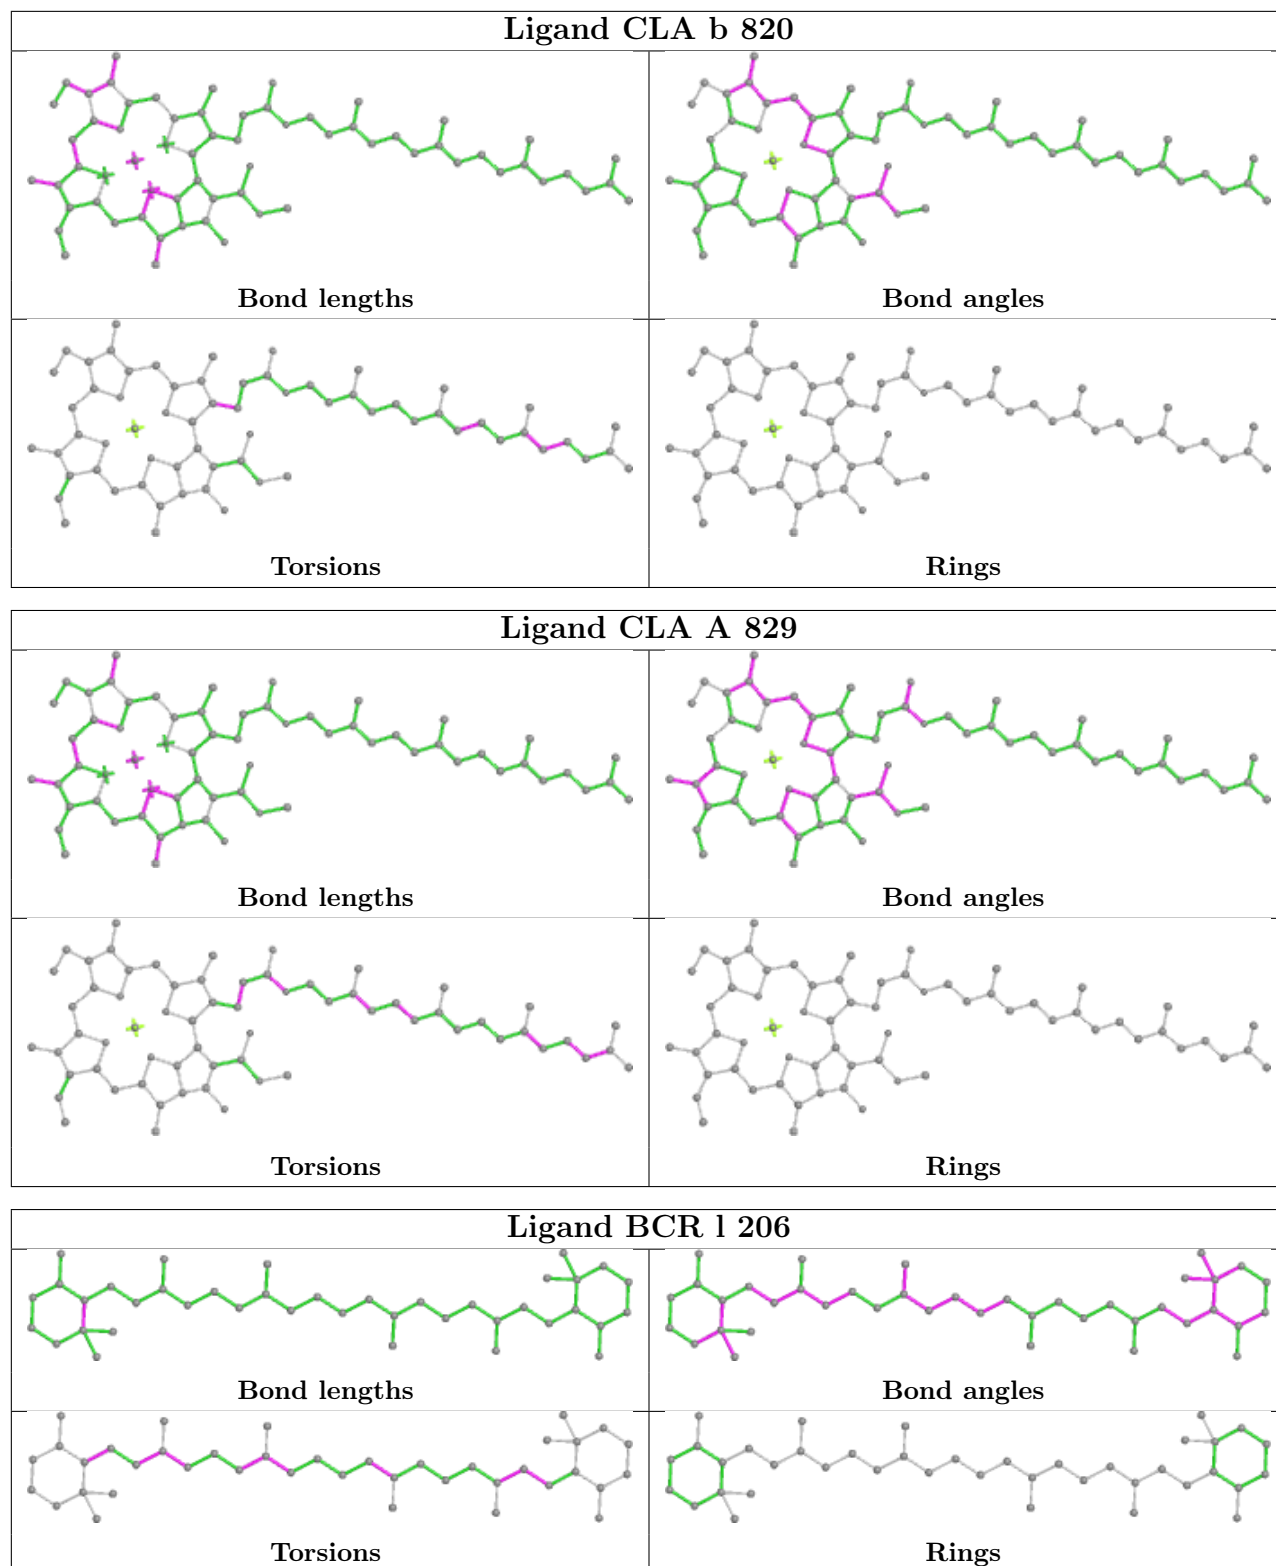 Ligand CLA b 820
Bond lengths
Bond angles
Torsions
Rings
Ligand CLA A 829
Bond lengths
Bond angles
Torsions
Rings
Ligand BCR l 206
Bond lengths
Bond angles
Torsions
Rings